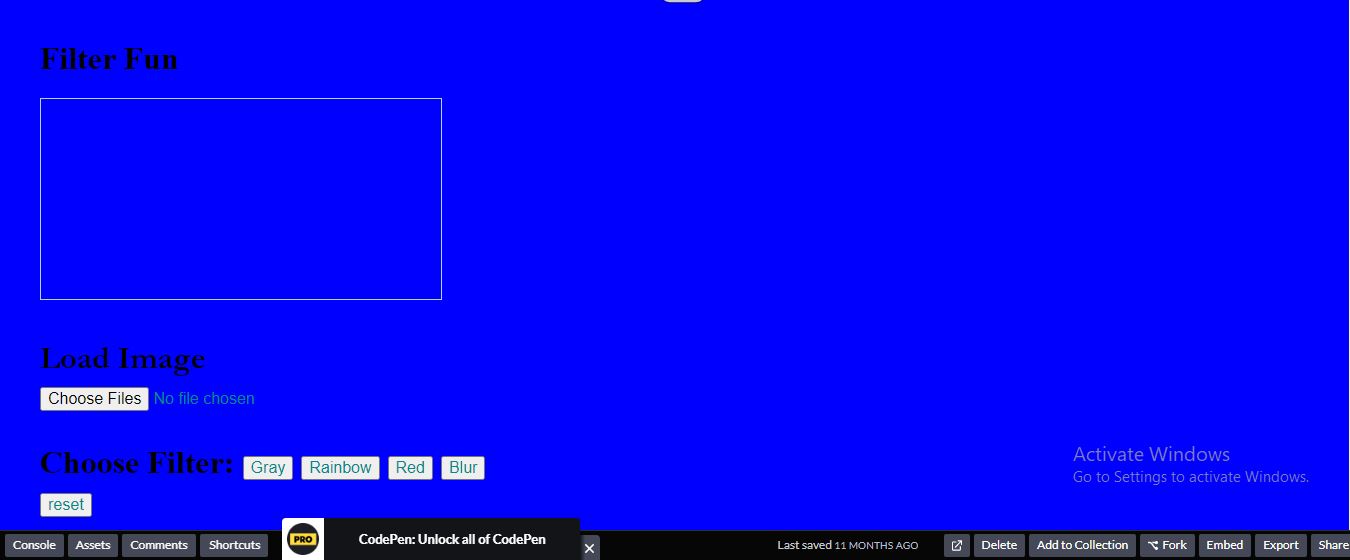 Filter Fun
Load Image
Choose Files No file chosen
Choose Filter: Gray Rainbow Red Blur
reset
Activate Windows
Go to Settings to activate Windows.
Console Assets Comments Shortcuts PRO CodePen: Unlock all of CodePen Last saved 11 MONTHS AGO Delete Add to Collection Fork Embed Export Share